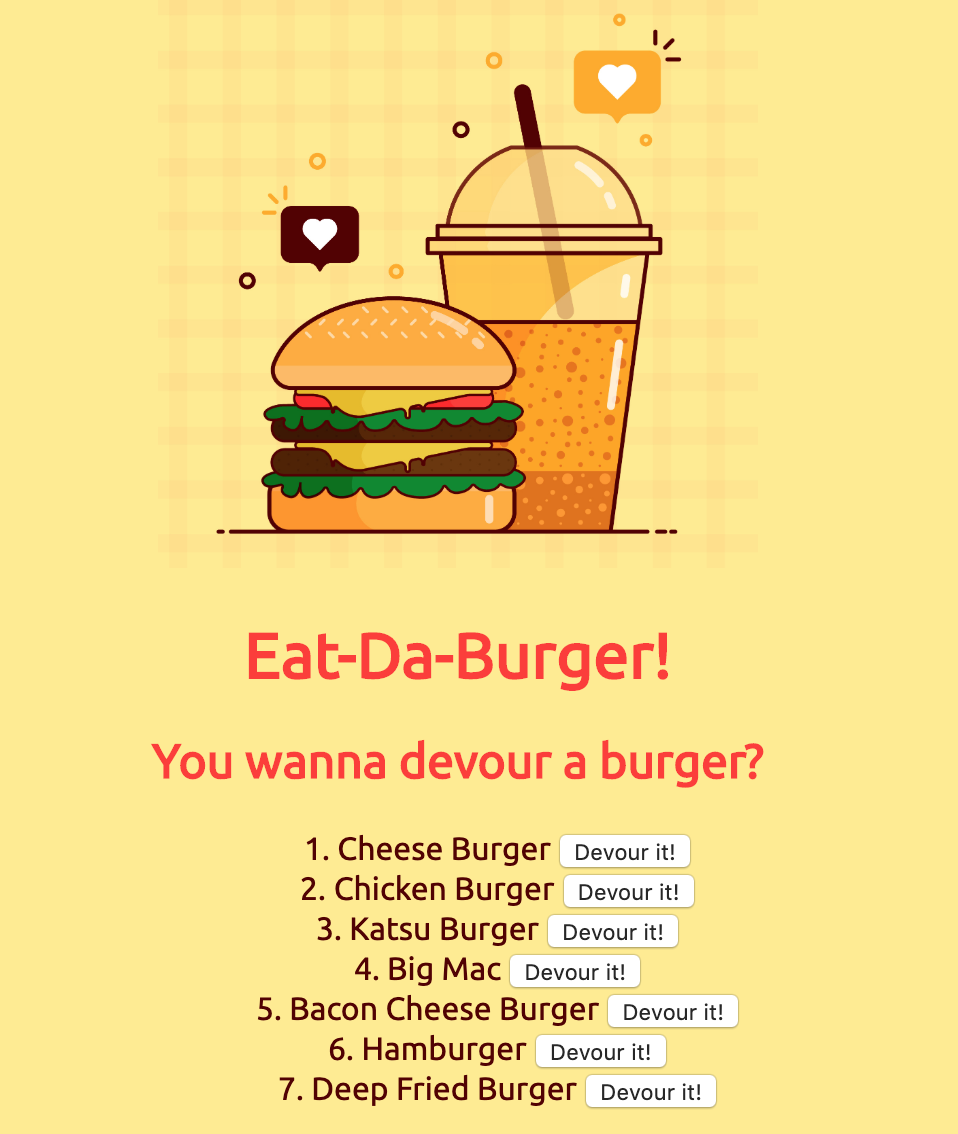 Eat-Da-Burger!
You wanna devour a burger?
1. Cheese Burger Devour it!
2. Chicken Burger Devour it!
3. Katsu Burger Devour it!
4. Big Mac Devour it!
5. Bacon Cheese Burger Devour it!
6. Hamburger Devour it!
7. Deep Fried Burger Devour it!